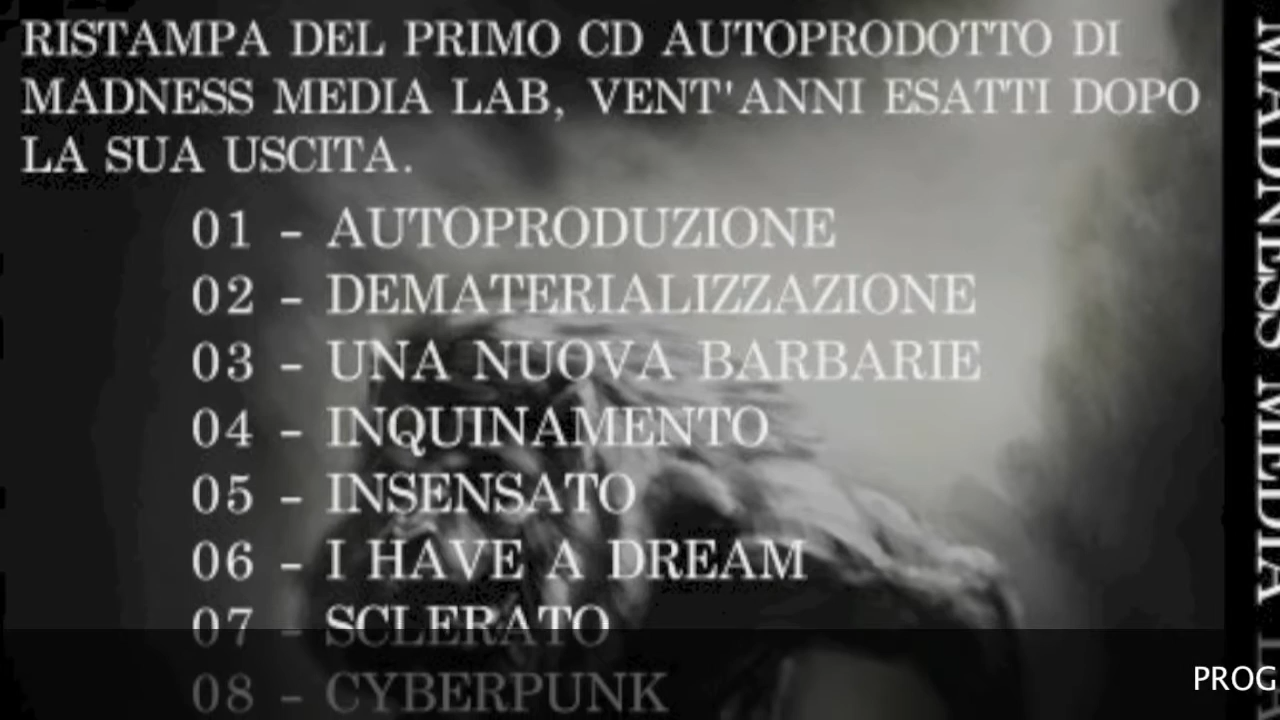 RISTAMPA DEL PRIMO CD AUTOPRODOTTO DI
MADNESS MEDIA LAB, VENT'ANNI ESATTI DOPO
LA SUA USCITA.
01 - AUTOPRODUZIONE
02 - DEMATERIALIZZAZIONE
03 - UNA NUOVA BARBARIE
04 - INQUINAMENTO
05 - INSENSATO
06 - I HAVE A DREAM
07 - SCLERATO
08 - CYBERPUNK
PROG
MADNESS MEDIA